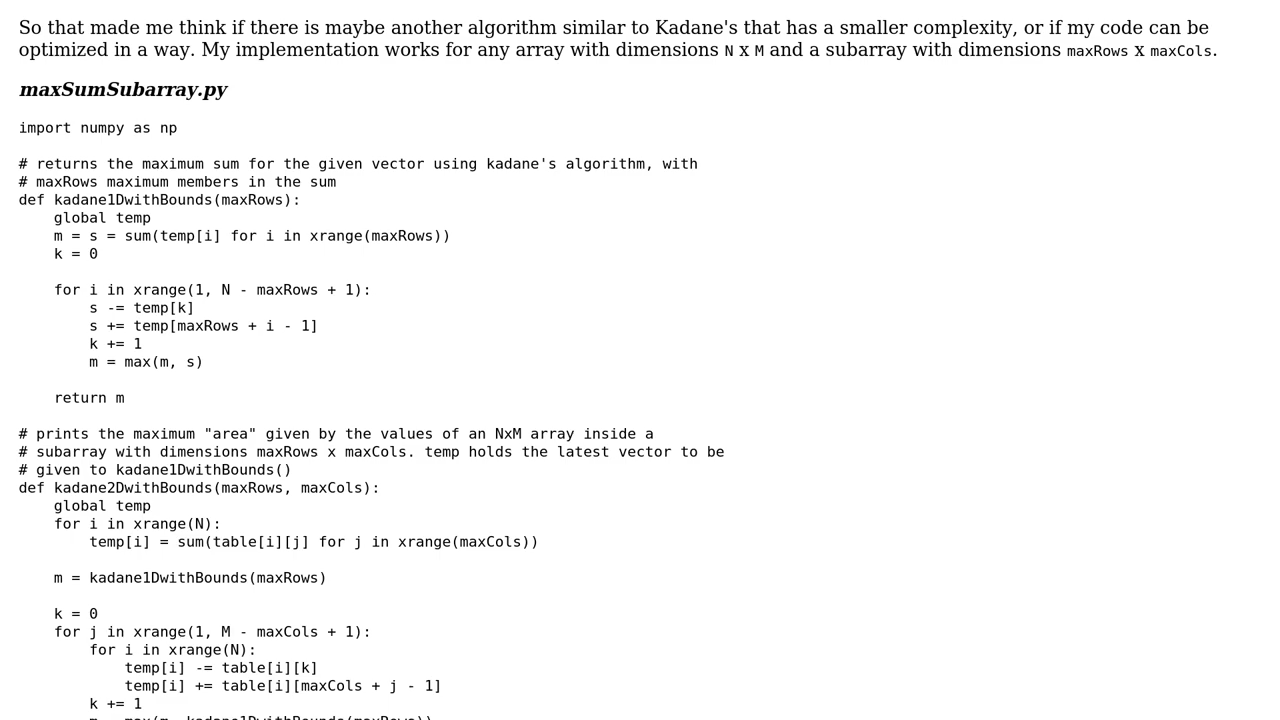 So that made me think if there is maybe another algorithm similar to Kadane's that has a smaller complexity, or if my code can be
optimized in a way. My implementation works for any array with dimensions N x M and a subarray with dimensions maxRows x maxCols.
maxSumSubarray.py
import numpy as np
# returns the maximum sum for the given vector using kadane's algorithm, with
# maxRows maximum members in the sum
def kadane1DwithBounds(maxRows):
    global temp
    m = s = sum(temp[i] for i in xrange(maxRows))
    k = 0
    for i in xrange(1, N - maxRows + 1):
        s -= temp[k]
        s += temp[maxRows + i - 1]
        k += 1
        m = max(m, s)
    return m
# prints the maximum "area" given by the values of an NxM array inside a
# subarray with dimensions maxRows x maxCols. temp holds the latest vector to be
# given to kadane1DwithBounds()
def kadane2DwithBounds(maxRows, maxCols):
    global temp
    for i in xrange(N):
        temp[i] = sum(table[i][j] for j in xrange(maxCols))
    m = kadane1DwithBounds(maxRows)
    k = 0
    for j in xrange(1, M - maxCols + 1):
        for i in xrange(N):
            temp[i] -= table[i][k]
            temp[i] += table[i][maxCols + j - 1]
        k += 1
        m = max(m, kadane1DwithBounds(maxRows))